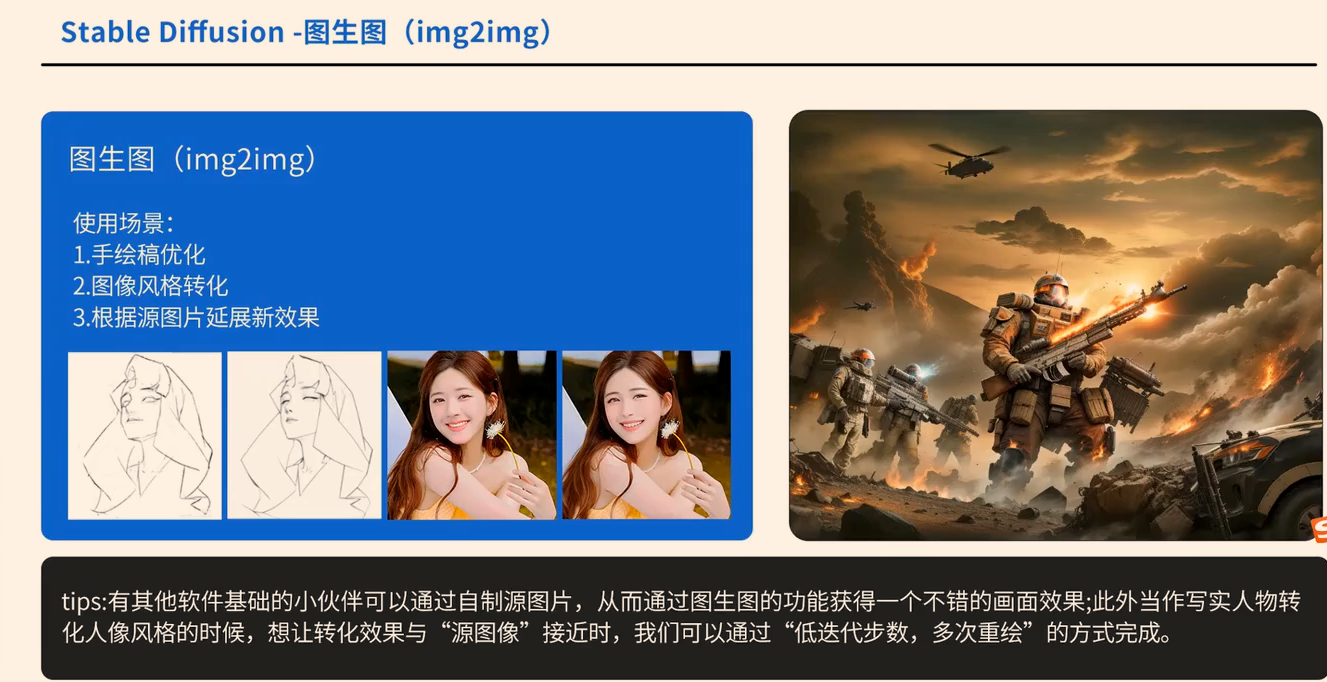 Stable Diffusion -图生图（img2img）
图生图（img2img）
使用场景：
1.手绘稿优化
2.图像风格转化
3.根据源图片延展新效果
tips:有其他软件基础的小伙伴可以通过自制源图片，从而通过图生图的功能获得一个不错的画面效果;此外当作写实人物转
化人像风格的时候，想让转化效果与“源图像”接近时，我们可以通过“低迭代步数，多次重绘”的方式完成。